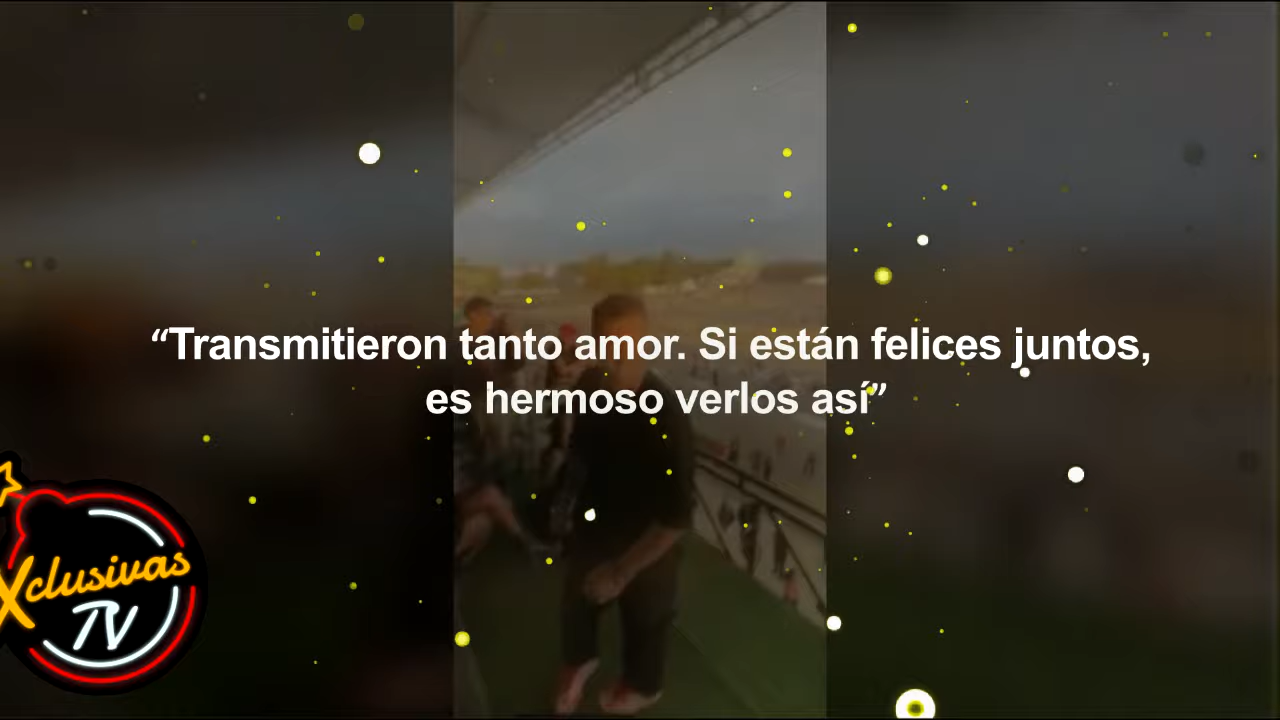 “Transmitieron tanto amor. Si están felices juntos,
es hermoso verlos así”
Xclusivas
TV